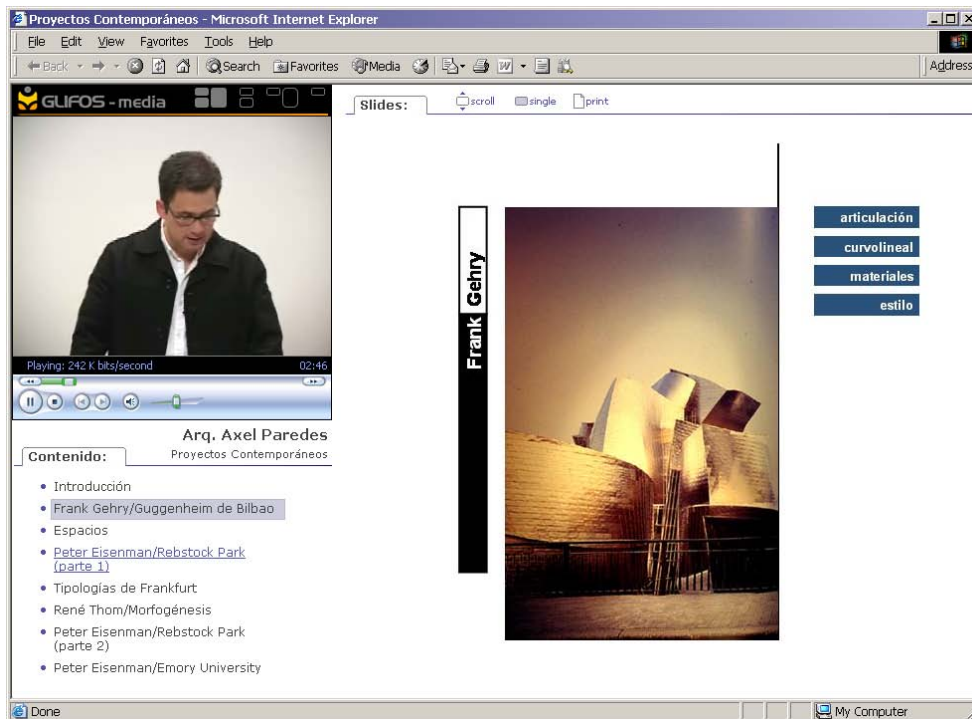 Proyectos Contemporáneos - Microsoft Internet Explorer
File Edit View Favorites Tools Help
Back Search Favorites Media Address
GLIFOS - media
Playing: 242 K bits/second 02:46
Arq. Axel Paredes
Proyectos Contemporáneos
Contenido:
Introducción
Frank Gehry/Guggenheim de Bilbao
Espacios
Peter Eisenman/Rebstock Park
(parte 1)
Tipologías de Frankfurt
René Thom/Morfogénesis
Peter Eisenman/Rebstock Park
(parte 2)
Peter Eisenman/Emory University
Slides: scroll single print
Frank Gehry
articulación
curvolineal
materiales
estilo
Done My Computer